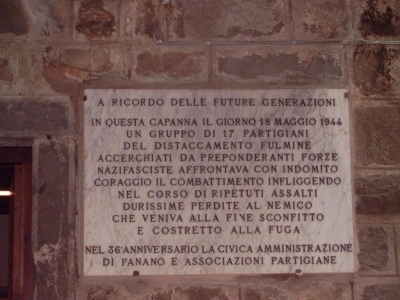 A RICORDO DELLE FUTURE GENERAZIONI
IN QUESTA CAPANNA IL GIORNO 18 MAGGIO 1944
UN GRUPPO DI 17 PARTIGIANI
DEL DISTACCAMENTO FULMINE
ACCERCHIATI DA PREPONDERANTI FORZE
NAZIFASCISTE AFFRONTAVA CON INDOMITO
CORAGGIO IL COMBATTIMENTO INFLIGGENDO
NEL CORSO DI RIPETUTI ASSALTI
DURISSIME PERDITE AL NEMICO
CHE VENIVA ALLA FINE SCONFITTO
E COSTRETTO ALLA FUGA
NEL 36° ANNIVERSARIO LA CIVICA AMMINISTRAZIONE
DI FANANO E ASSOCIAZIONI PARTIGIANE